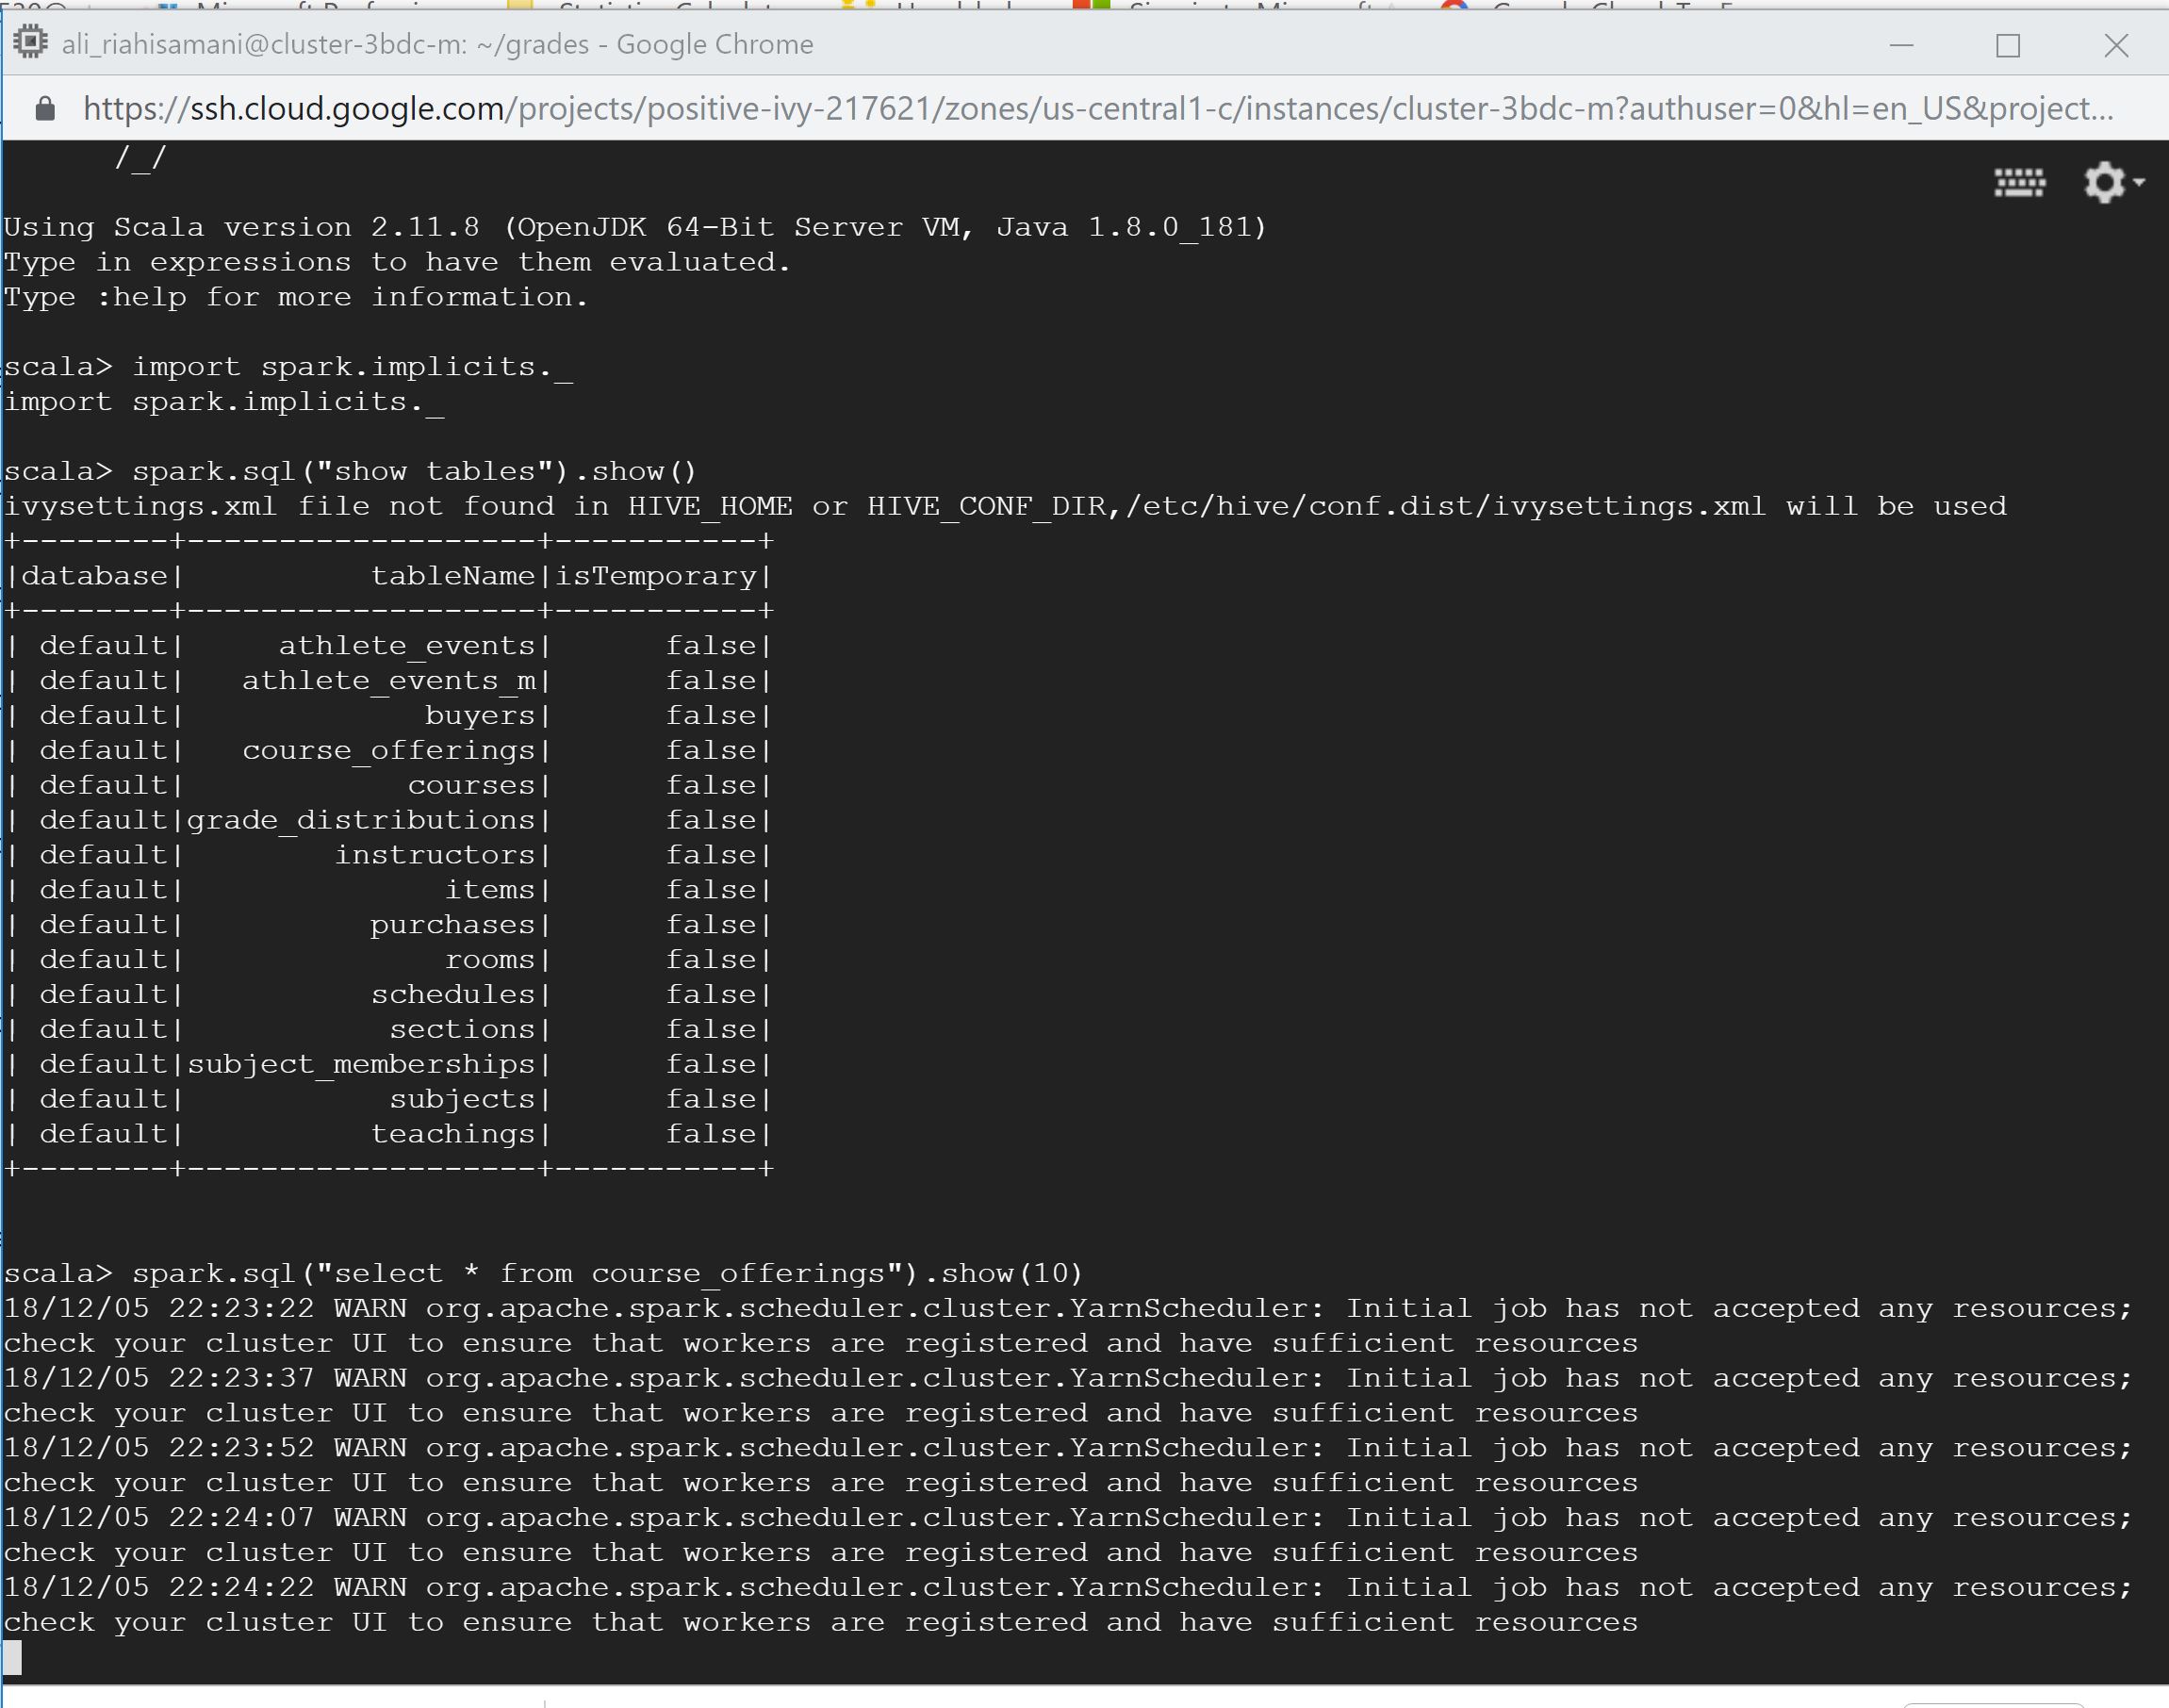 ali_riahisamani@cluster-3bdc-m: ~/grades - Google Chrome
https://ssh.cloud.google.com/projects/positive-ivy-217621/zones/us-central1-c/instances/cluster-3bdc-m?authuser=0&hl=en_US&project...
/_/
Using Scala version 2.11.8 (OpenJDK 64-Bit Server VM, Java 1.8.0_181)
Type in expressions to have them evaluated.
Type :help for more information.
scala> import spark.implicits._
import spark.implicits._
scala> spark.sql("show tables").show()
ivysettings.xml file not found in HIVE_HOME or HIVE_CONF_DIR,/etc/hive/conf.dist/ivysettings.xml will be used
+--------+-------------------+-----------+
|database|          tableName|isTemporary|
+--------+-------------------+-----------+
| default|     athlete_events|      false|
| default|   athlete_events_m|      false|
| default|             buyers|      false|
| default|   course_offerings|      false|
| default|            courses|      false|
| default|grade_distributions|      false|
| default|        instructors|      false|
| default|              items|      false|
| default|          purchases|      false|
| default|              rooms|      false|
| default|          schedules|      false|
| default|           sections|      false|
| default|subject_memberships|      false|
| default|           subjects|      false|
| default|          teachings|      false|
+--------+-------------------+-----------+
scala> spark.sql("select * from course_offerings").show(10)
18/12/05 22:23:22 WARN org.apache.spark.scheduler.cluster.YarnScheduler: Initial job has not accepted any resources;
check your cluster UI to ensure that workers are registered and have sufficient resources
18/12/05 22:23:37 WARN org.apache.spark.scheduler.cluster.YarnScheduler: Initial job has not accepted any resources;
check your cluster UI to ensure that workers are registered and have sufficient resources
18/12/05 22:23:52 WARN org.apache.spark.scheduler.cluster.YarnScheduler: Initial job has not accepted any resources;
check your cluster UI to ensure that workers are registered and have sufficient resources
18/12/05 22:24:07 WARN org.apache.spark.scheduler.cluster.YarnScheduler: Initial job has not accepted any resources;
check your cluster UI to ensure that workers are registered and have sufficient resources
18/12/05 22:24:22 WARN org.apache.spark.scheduler.cluster.YarnScheduler: Initial job has not accepted any resources;
check your cluster UI to ensure that workers are registered and have sufficient resources